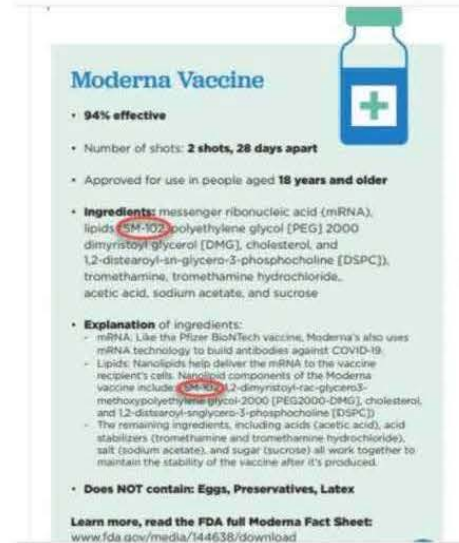 Moderna Vaccine
• 94% effective
• Number of shots: 2 shots, 28 days apart
• Approved for use in people aged 18 years and older
• Ingredients: messenger ribonucleic acid (mRNA),
lipids (SM-102, polyethylene glycol [PEG] 2000
dimyristoyl glycerol [DMG], cholesterol, and
1,2-distearoyl-sn-glycero-3-phosphocholine [DSPC]),
tromethamine, tromethamine hydrochloride,
acetic acid, sodium acetate, and sucrose
• Explanation of ingredients:
- mRNA: Like the Pfizer BioNTech vaccine, Moderna's also uses
mRNA technology to build antibodies against COVID-19.
- Lipids: Nanolipids help deliver the mRNA to the vaccine
recipient's cells. Nanolipid components of the Moderna
vaccine include: SM-102, 1,2-dimyristoyl-rac-glycero3-
methoxypolyethylene glycol-2000 [PEG2000-DMG], cholesterol,
and 1,2-distearoyl-snglycero-3-phosphocholine [DSPC])
- The remaining ingredients, including acids (acetic acid), acid
stabilizers (tromethamine and tromethamine hydrochloride),
salt (sodium acetate), and sugar (sucrose) all work together to
maintain the stability of the vaccine after it's produced.
• Does NOT contain: Eggs, Preservatives, Latex
Learn more, read the FDA full Moderna Fact Sheet:
www.fda.gov/media/144638/download